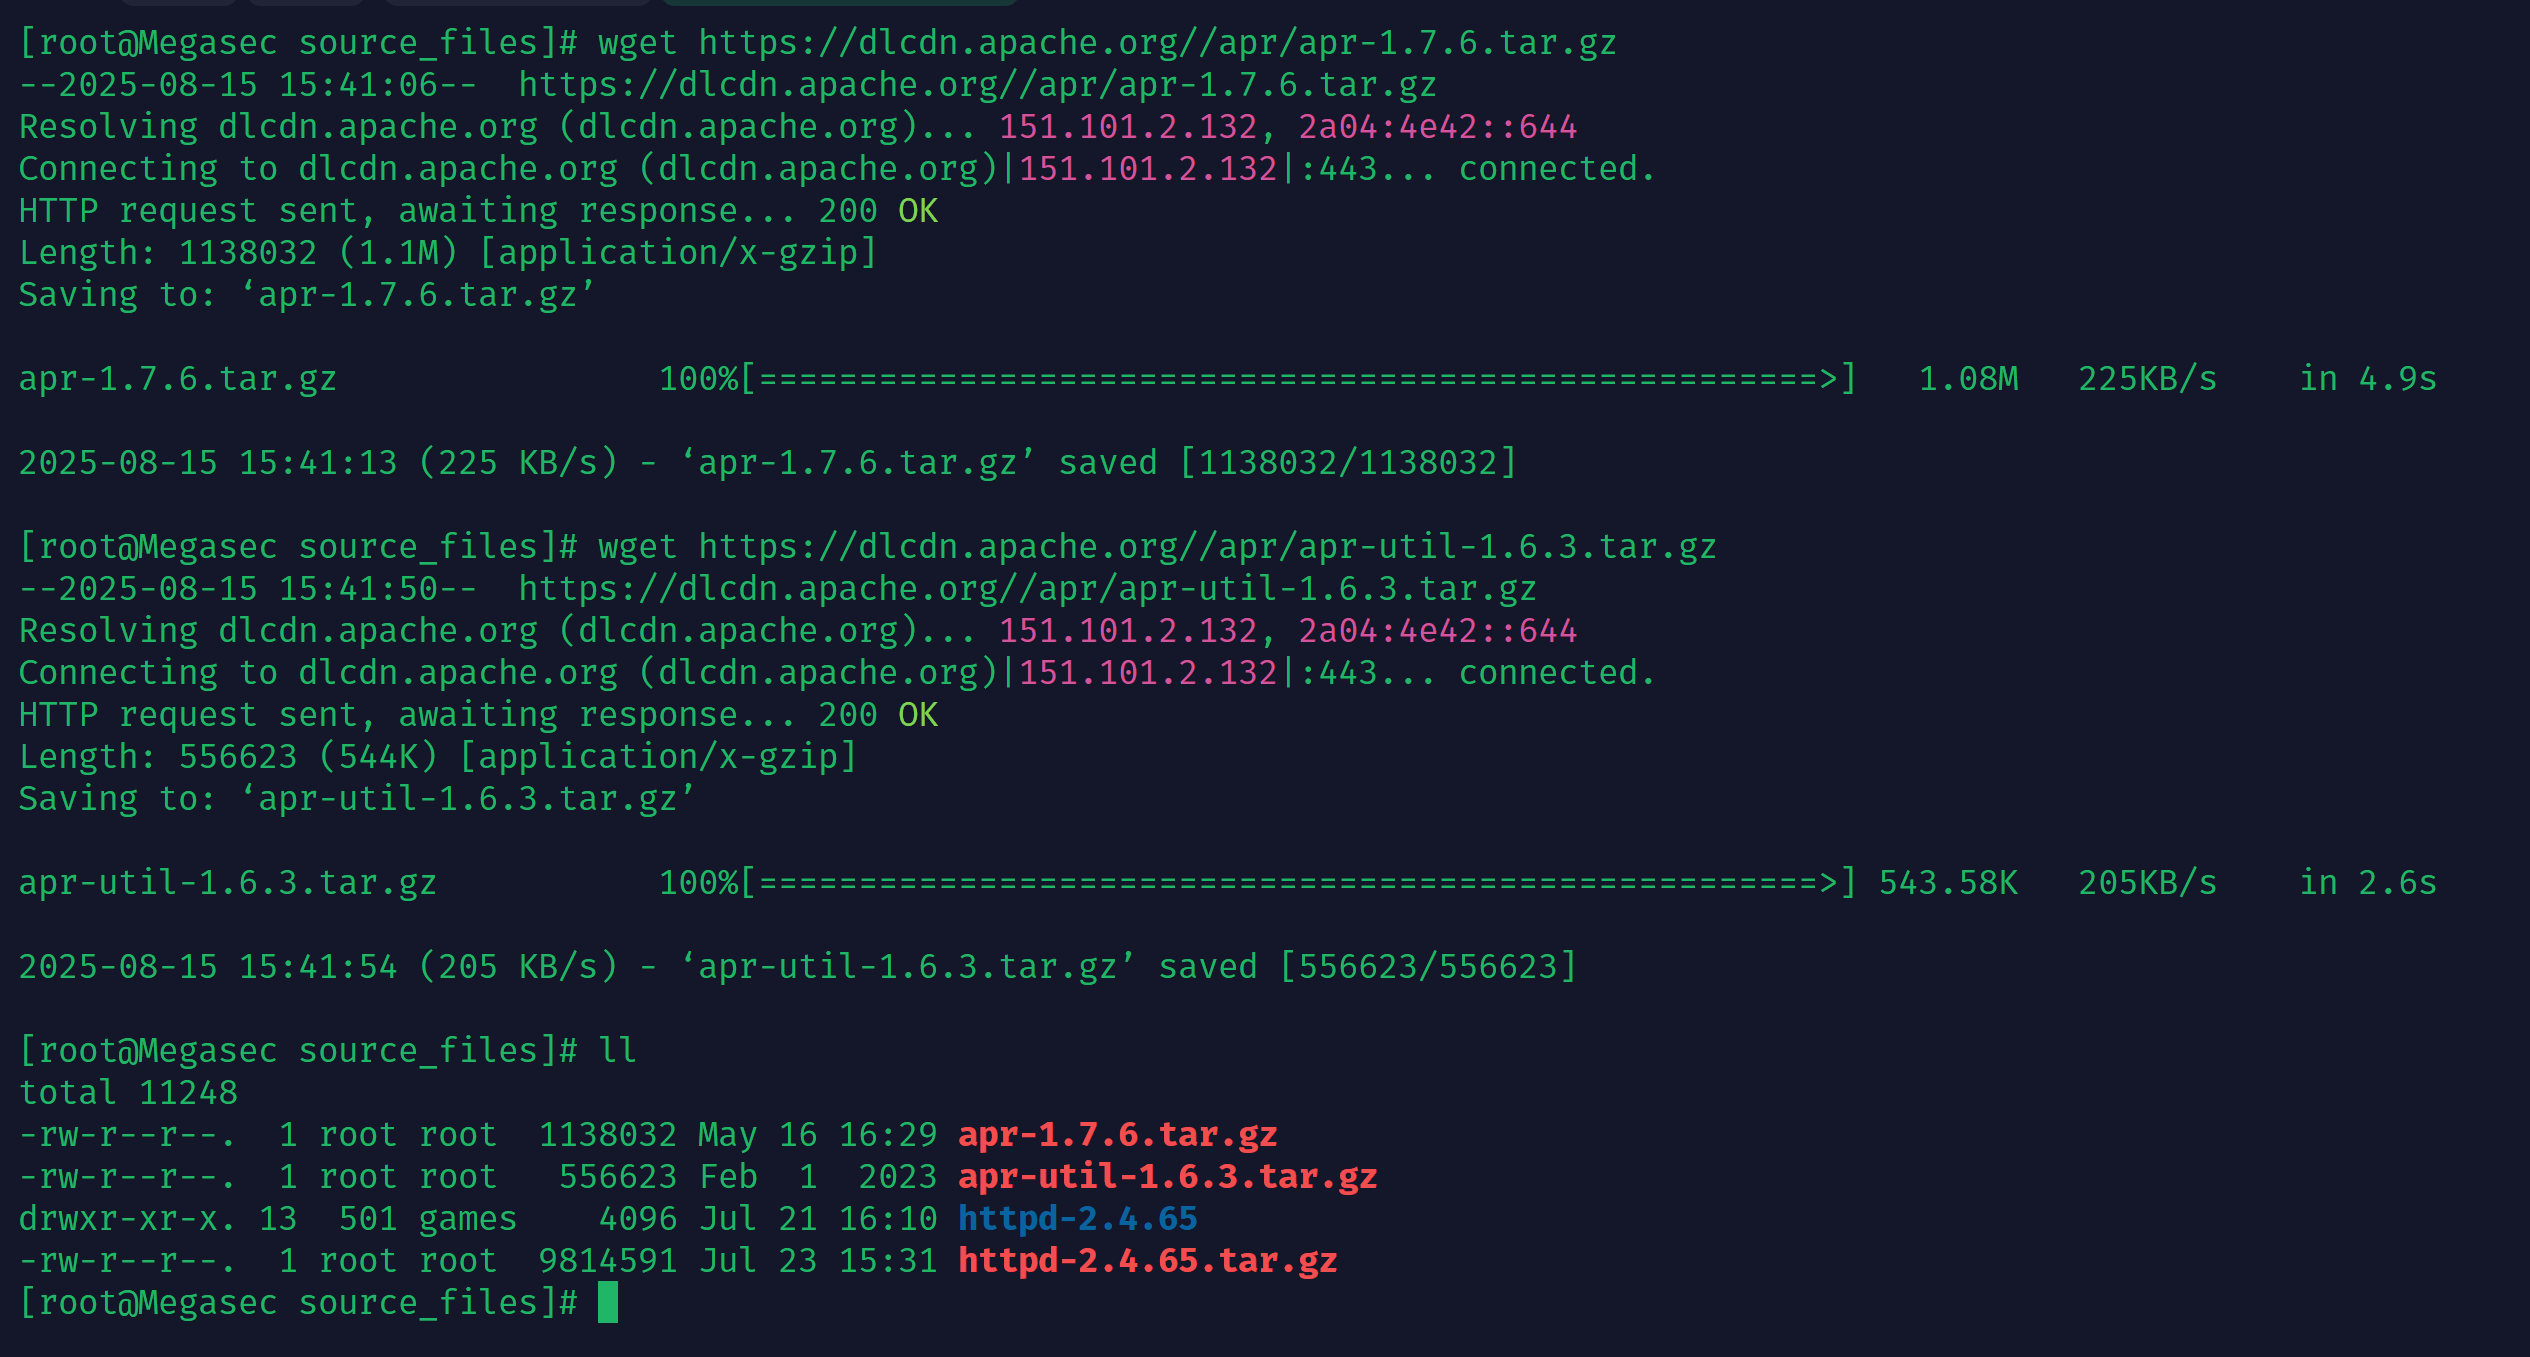 [root@Megasec source_files]# wget https://dlcdn.apache.org//apr/apr-1.7.6.tar.gz
--2025-08-15 15:41:06--  https://dlcdn.apache.org//apr/apr-1.7.6.tar.gz
Resolving dlcdn.apache.org (dlcdn.apache.org)... 151.101.2.132, 2a04:4e42::644
Connecting to dlcdn.apache.org (dlcdn.apache.org)|151.101.2.132|:443... connected.
HTTP request sent, awaiting response... 200 OK
Length: 1138032 (1.1M) [application/x-gzip]
Saving to: ‘apr-1.7.6.tar.gz’
apr-1.7.6.tar.gz                100%[=====================================================>]   1.08M   225KB/s    in 4.9s
2025-08-15 15:41:13 (225 KB/s) - ‘apr-1.7.6.tar.gz’ saved [1138032/1138032]
[root@Megasec source_files]# wget https://dlcdn.apache.org//apr/apr-util-1.6.3.tar.gz
--2025-08-15 15:41:50--  https://dlcdn.apache.org//apr/apr-util-1.6.3.tar.gz
Resolving dlcdn.apache.org (dlcdn.apache.org)... 151.101.2.132, 2a04:4e42::644
Connecting to dlcdn.apache.org (dlcdn.apache.org)|151.101.2.132|:443... connected.
HTTP request sent, awaiting response... 200 OK
Length: 556623 (544K) [application/x-gzip]
Saving to: ‘apr-util-1.6.3.tar.gz’
apr-util-1.6.3.tar.gz           100%[=====================================================>] 543.58K   205KB/s    in 2.6s
2025-08-15 15:41:54 (205 KB/s) - ‘apr-util-1.6.3.tar.gz’ saved [556623/556623]
[root@Megasec source_files]# ll
total 11248
-rw-r--r--.  1 root root  1138032 May 16 16:29 apr-1.7.6.tar.gz
-rw-r--r--.  1 root root   556623 Feb  1  2023 apr-util-1.6.3.tar.gz
drwxr-xr-x. 13  501 games    4096 Jul 21 16:10 httpd-2.4.65
-rw-r--r--.  1 root root  9814591 Jul 23 15:31 httpd-2.4.65.tar.gz
[root@Megasec source_files]#